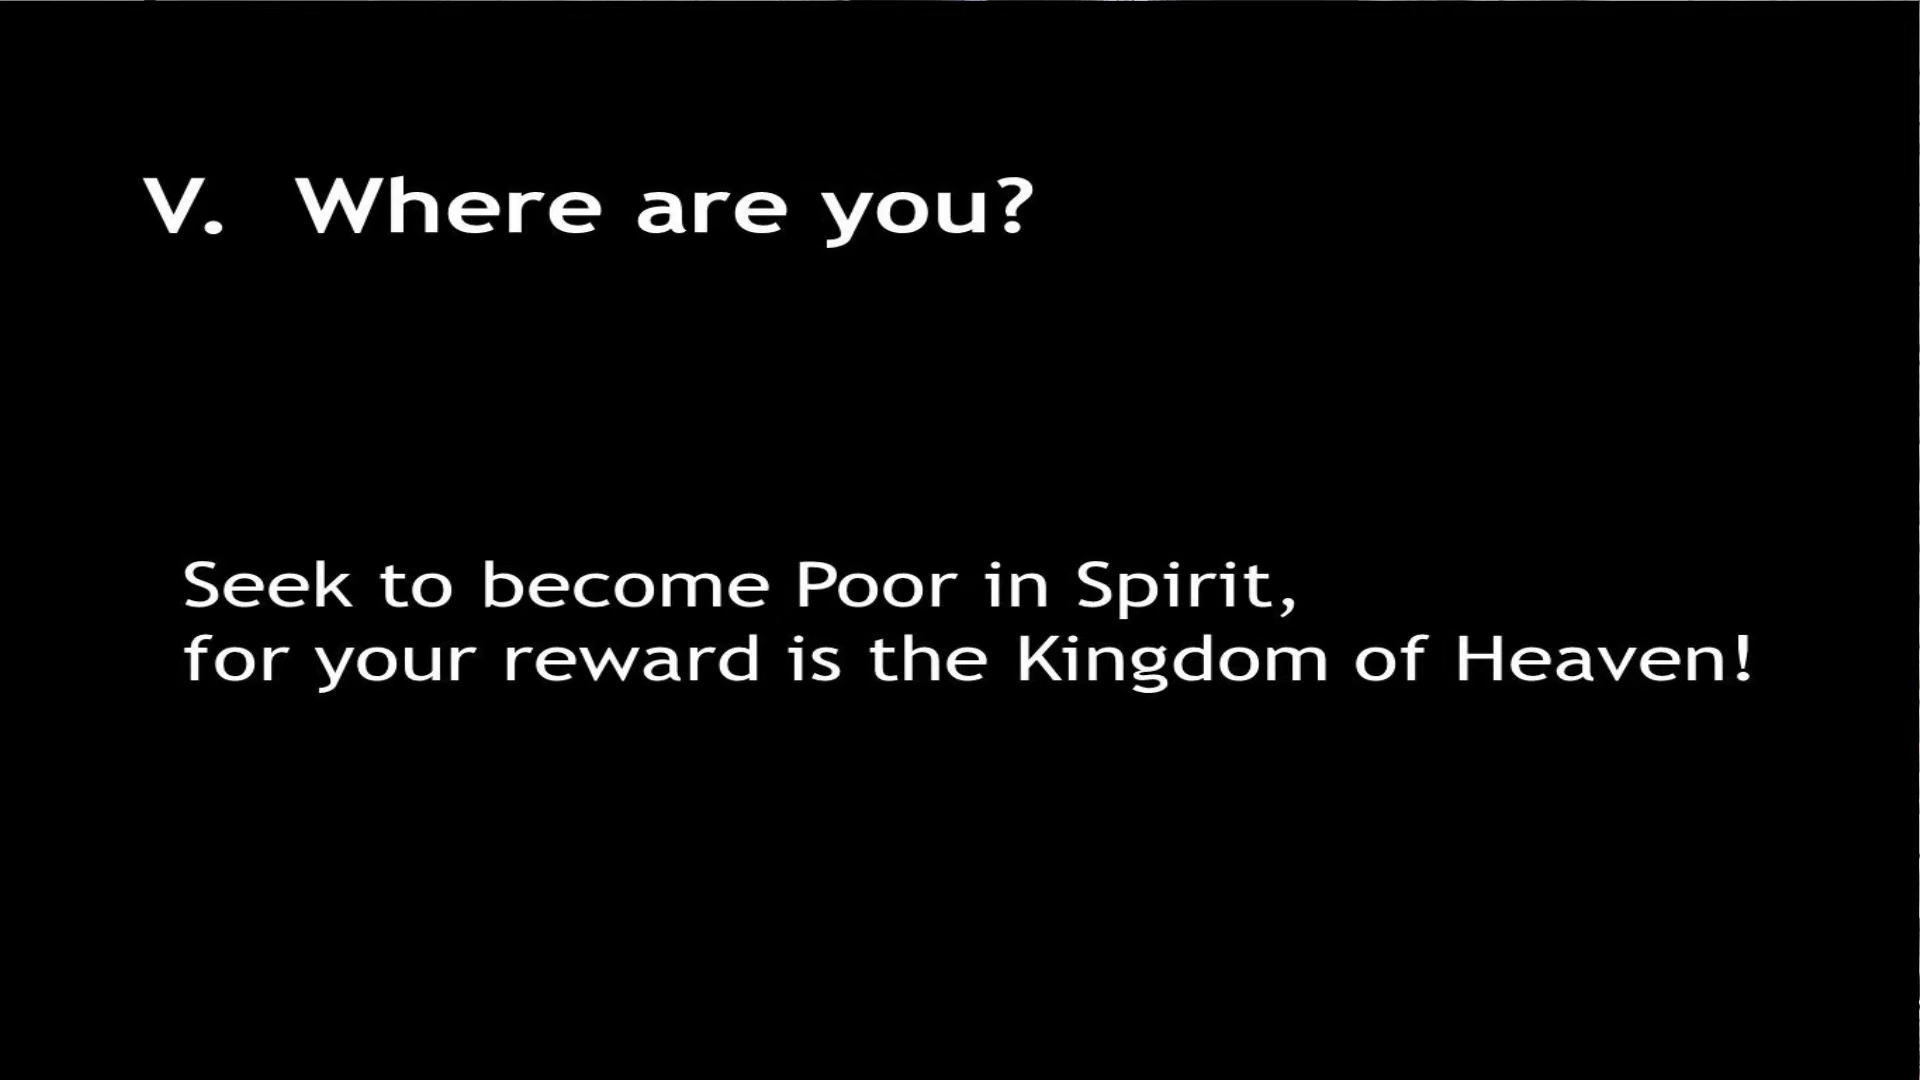 V. Where are you?
Seek to become Poor in Spirit,
for your reward is the Kingdom of Heaven!